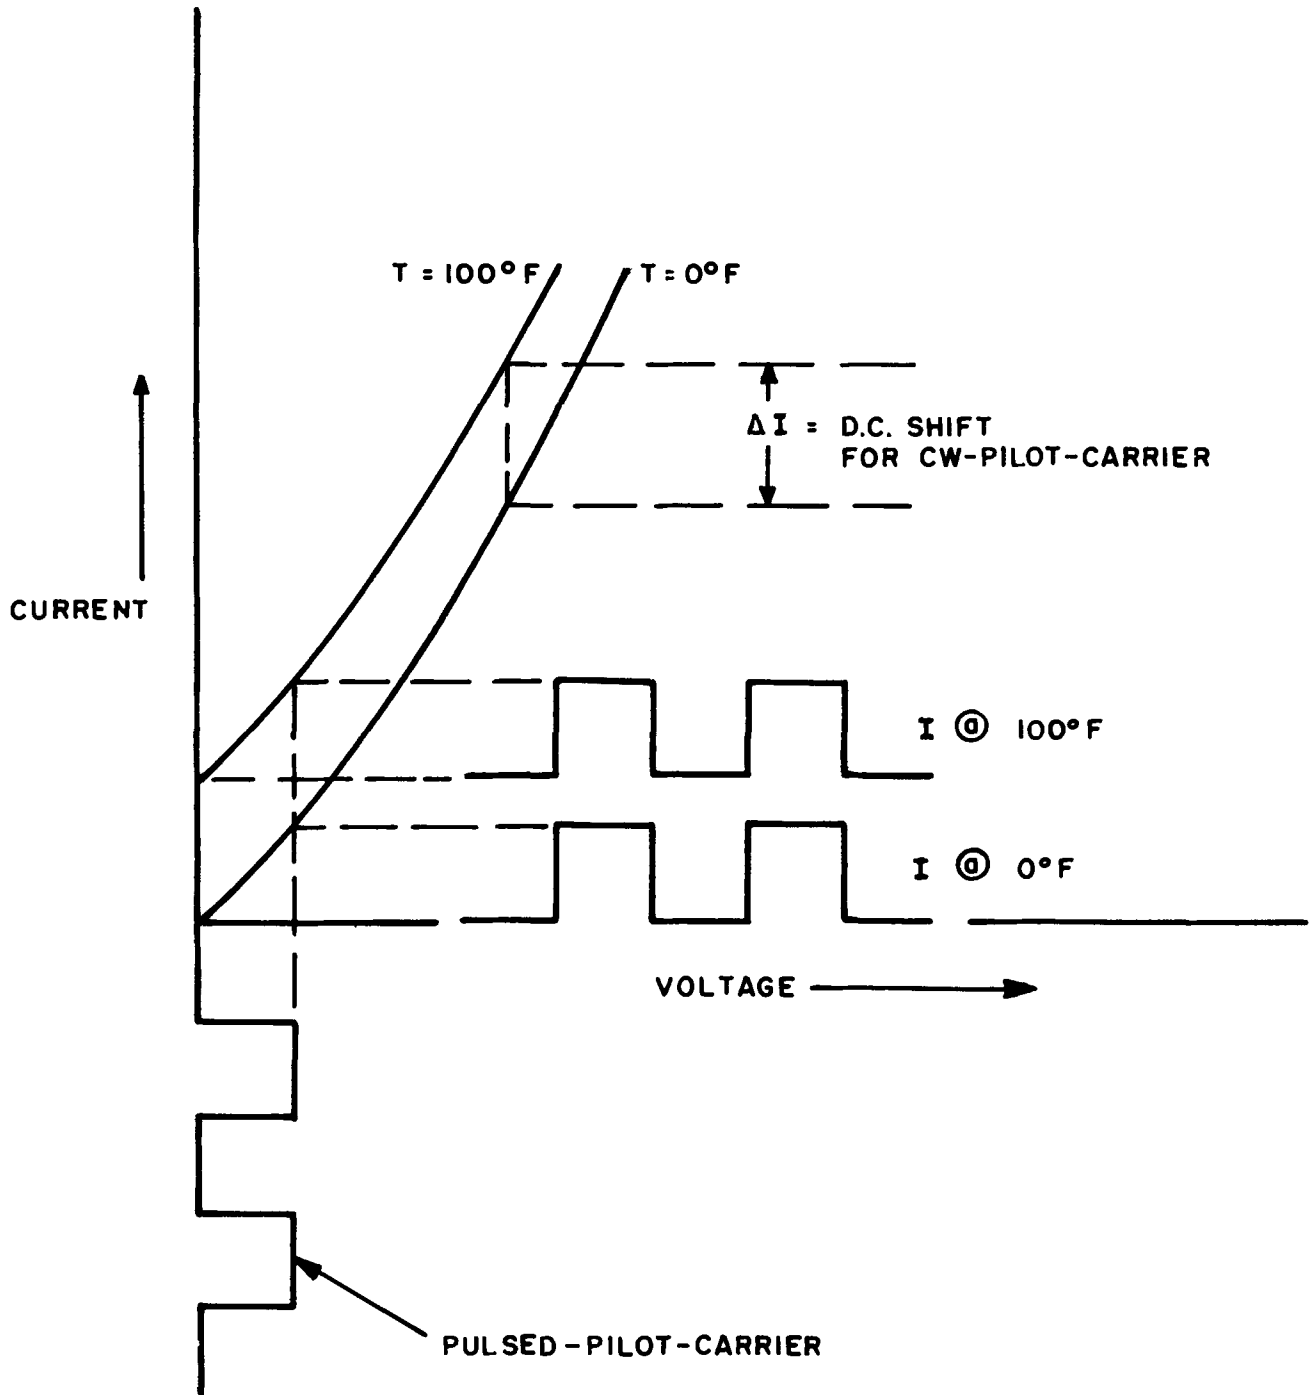 T = 100°F
T = 0°F
ΔI = D.C. SHIFT
FOR CW-PILOT-CARRIER
CURRENT
I @ 100°F
I @ 0°F
VOLTAGE
PULSED-PILOT-CARRIER